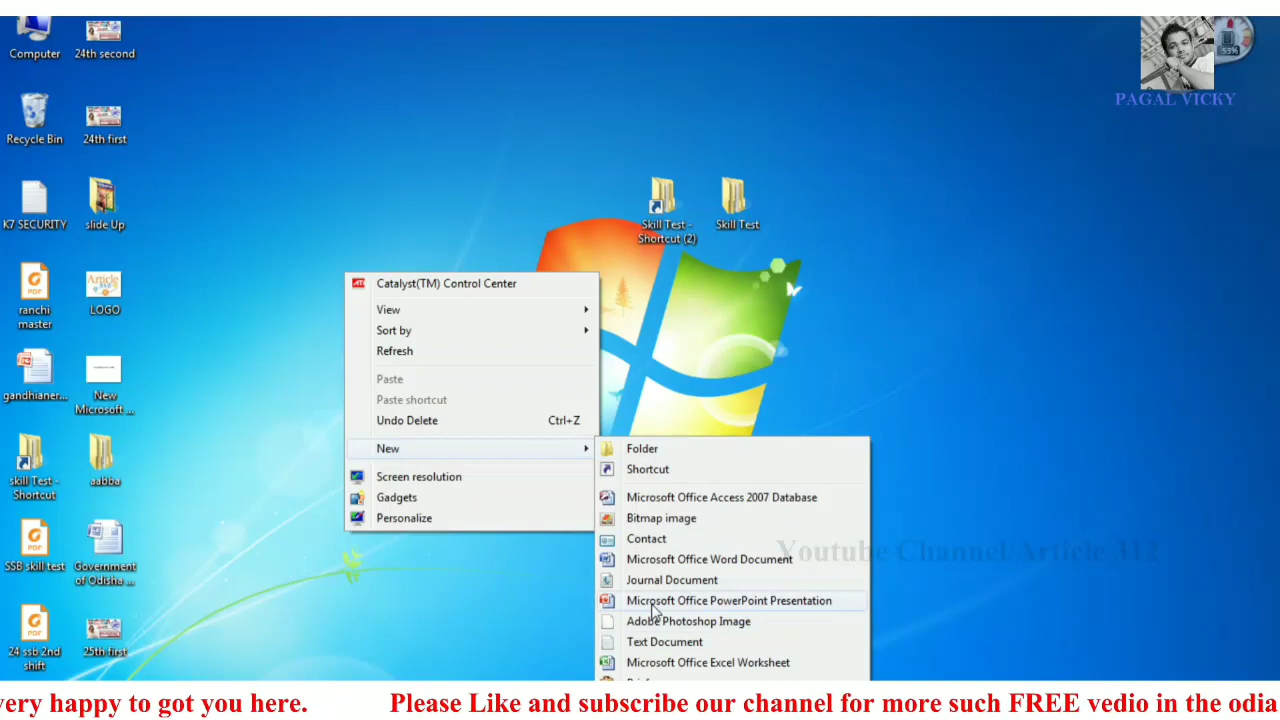 Computer
24th second
53%
PAGAL VICKY
Recycle Bin
24th first
K7 SECURITY
slide Up
Skill Test -
Shortcut (2)
Skill Test
ranchi
master
LOGO
Catalyst(TM) Control Center
View
Sort by
Refresh
Paste
Paste shortcut
Undo Delete Ctrl+Z
New
Screen resolution
Gadgets
Personalize
gandhianer...
New
Microsoft ...
skill Test -
Shortcut
aabba
Folder
Shortcut
Microsoft Office Access 2007 Database
Bitmap image
Contact
Microsoft Office Word Document
Journal Document
Microsoft Office PowerPoint Presentation
Adobe Photoshop Image
Text Document
Microsoft Office Excel Worksheet
Youtube Channel/Article 312
SSB skill test
Government
of Odisha ...
24 ssb 2nd
shift
25th first
very happy to got you here. Please Like and subscribe our channel for more such FREE vedio in the odia